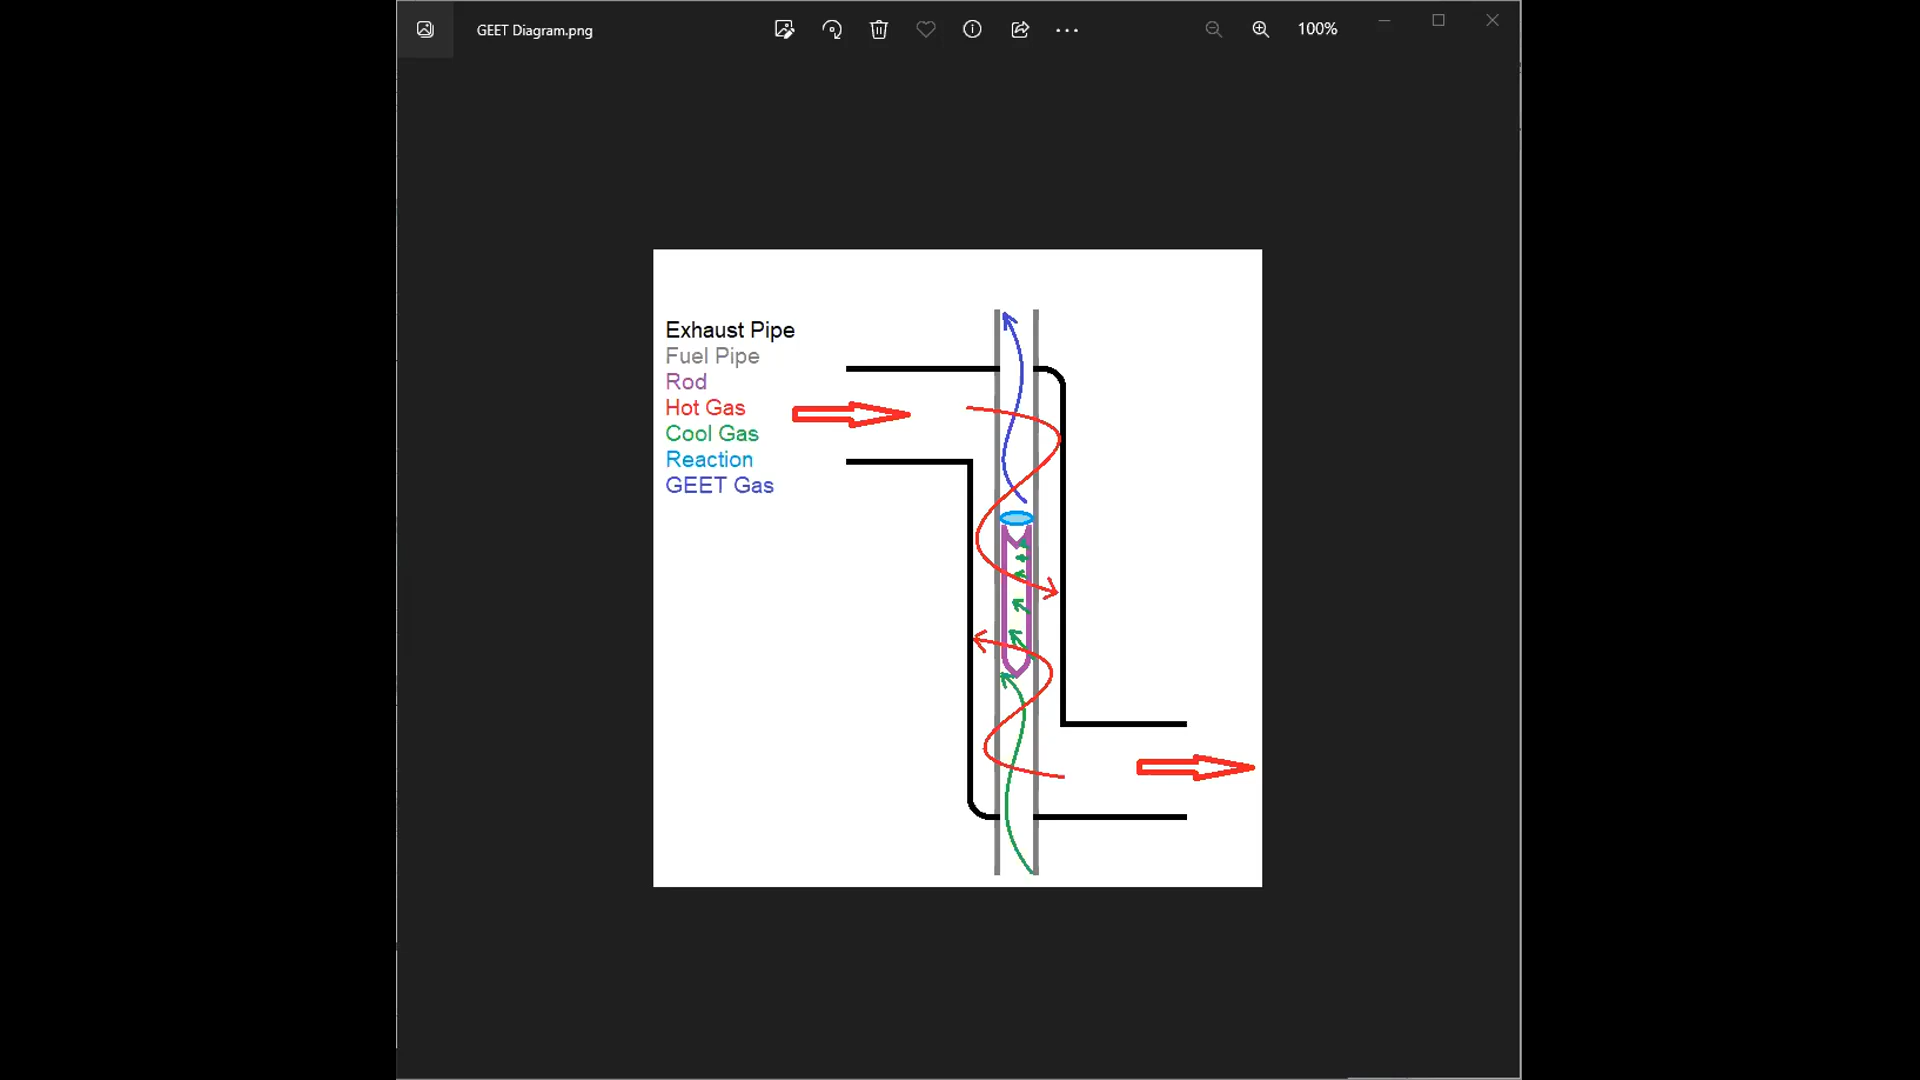 GEET Diagram.png
100%
Exhaust Pipe
Fuel Pipe
Rod
Hot Gas
Cool Gas
Reaction
GEET Gas